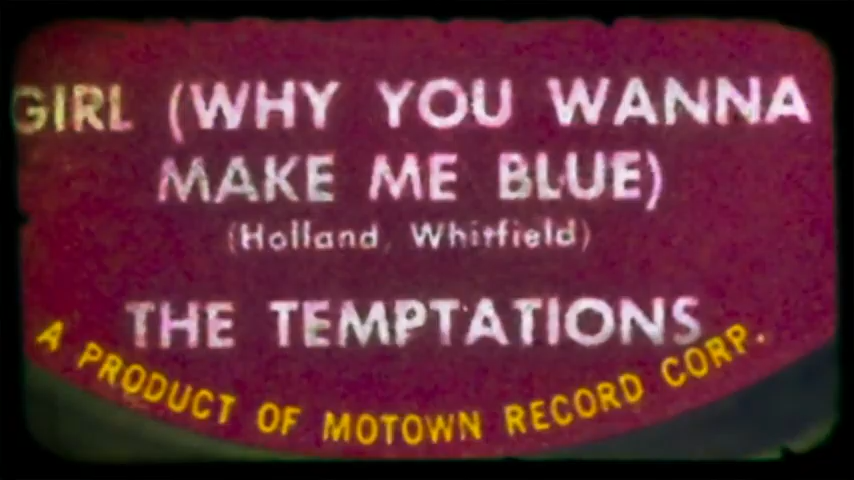 GIRL (WHY YOU WANNA
MAKE ME BLUE)
(Holland, Whitfield)
THE TEMPTATIONS
A PRODUCT OF MOTOWN RECORD CORP.